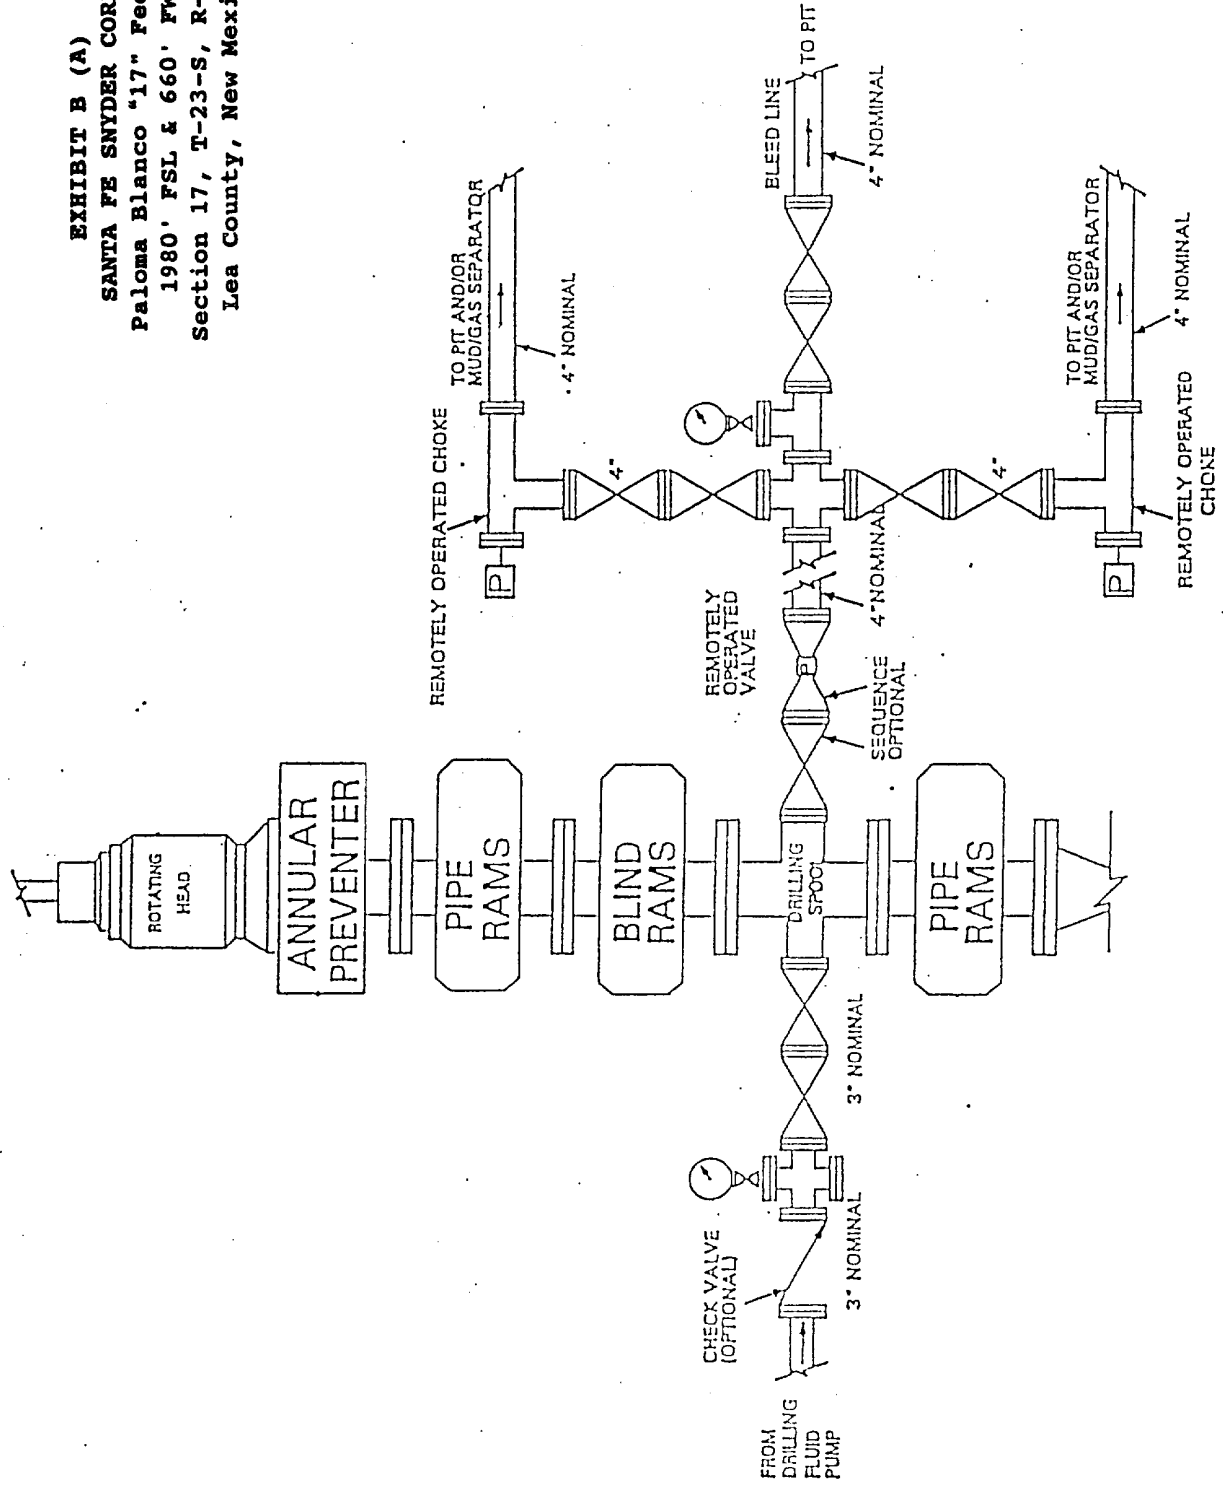 EXHIBIT B (A)
SANTA FE SNYDER
Paloma Blanco "17"
1980' FSL & 660'
Section 17, T-23-S,
Lea County, New
ROTATING
HEAD
ANNULAR
PREVENTER
PIPE
RAMS
BLIND
RAMS
DRILLING
SPOOL
PIPE
RAMS
FROM
DRILLING
FLUID
PUMP
CHECK VALVE
(OPTIONAL)
3" NOMINAL
3" NOMINAL
SEQUENCE
OPTIONAL
REMOTELY
OPERATED
VALVE
P
4" NOMINAL
REMOTELY OPERATED CHOKE
P
4"
TO PIT AND/OR
MUD/GAS SEPARATOR
4" NOMINAL
BLEED LINE
TO PIT
4" NOMINAL
4"
P
REMOTELY OPERATED
CHOKE
TO PIT AND/OR
MUD/GAS SEPARATOR
4" NOMINAL